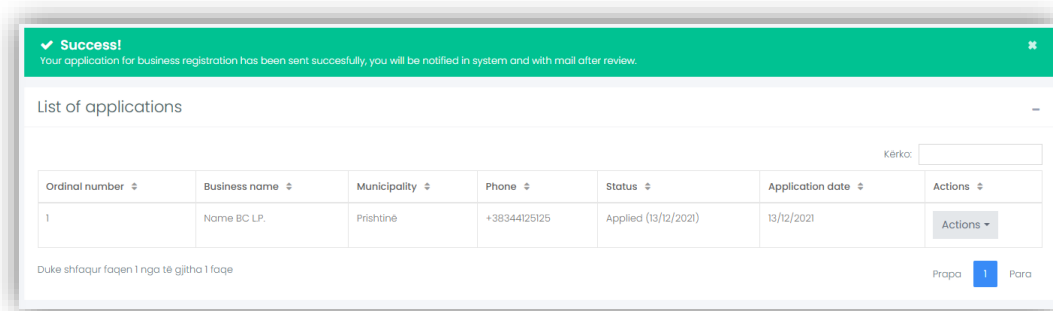 Success!
Your application for business registration has been sent succesfully, you will be notified in system and with mail after review.
List of applications
Kërko:
Ordinal number Business name Municipality Phone Status Application date Actions
1 Name BC L.P. Prishtinë +38344125125 Applied (13/12/2021) 13/12/2021 Actions
Duke shfaqur faqen 1 nga të gjitha 1 faqe
Prapa 1 Para